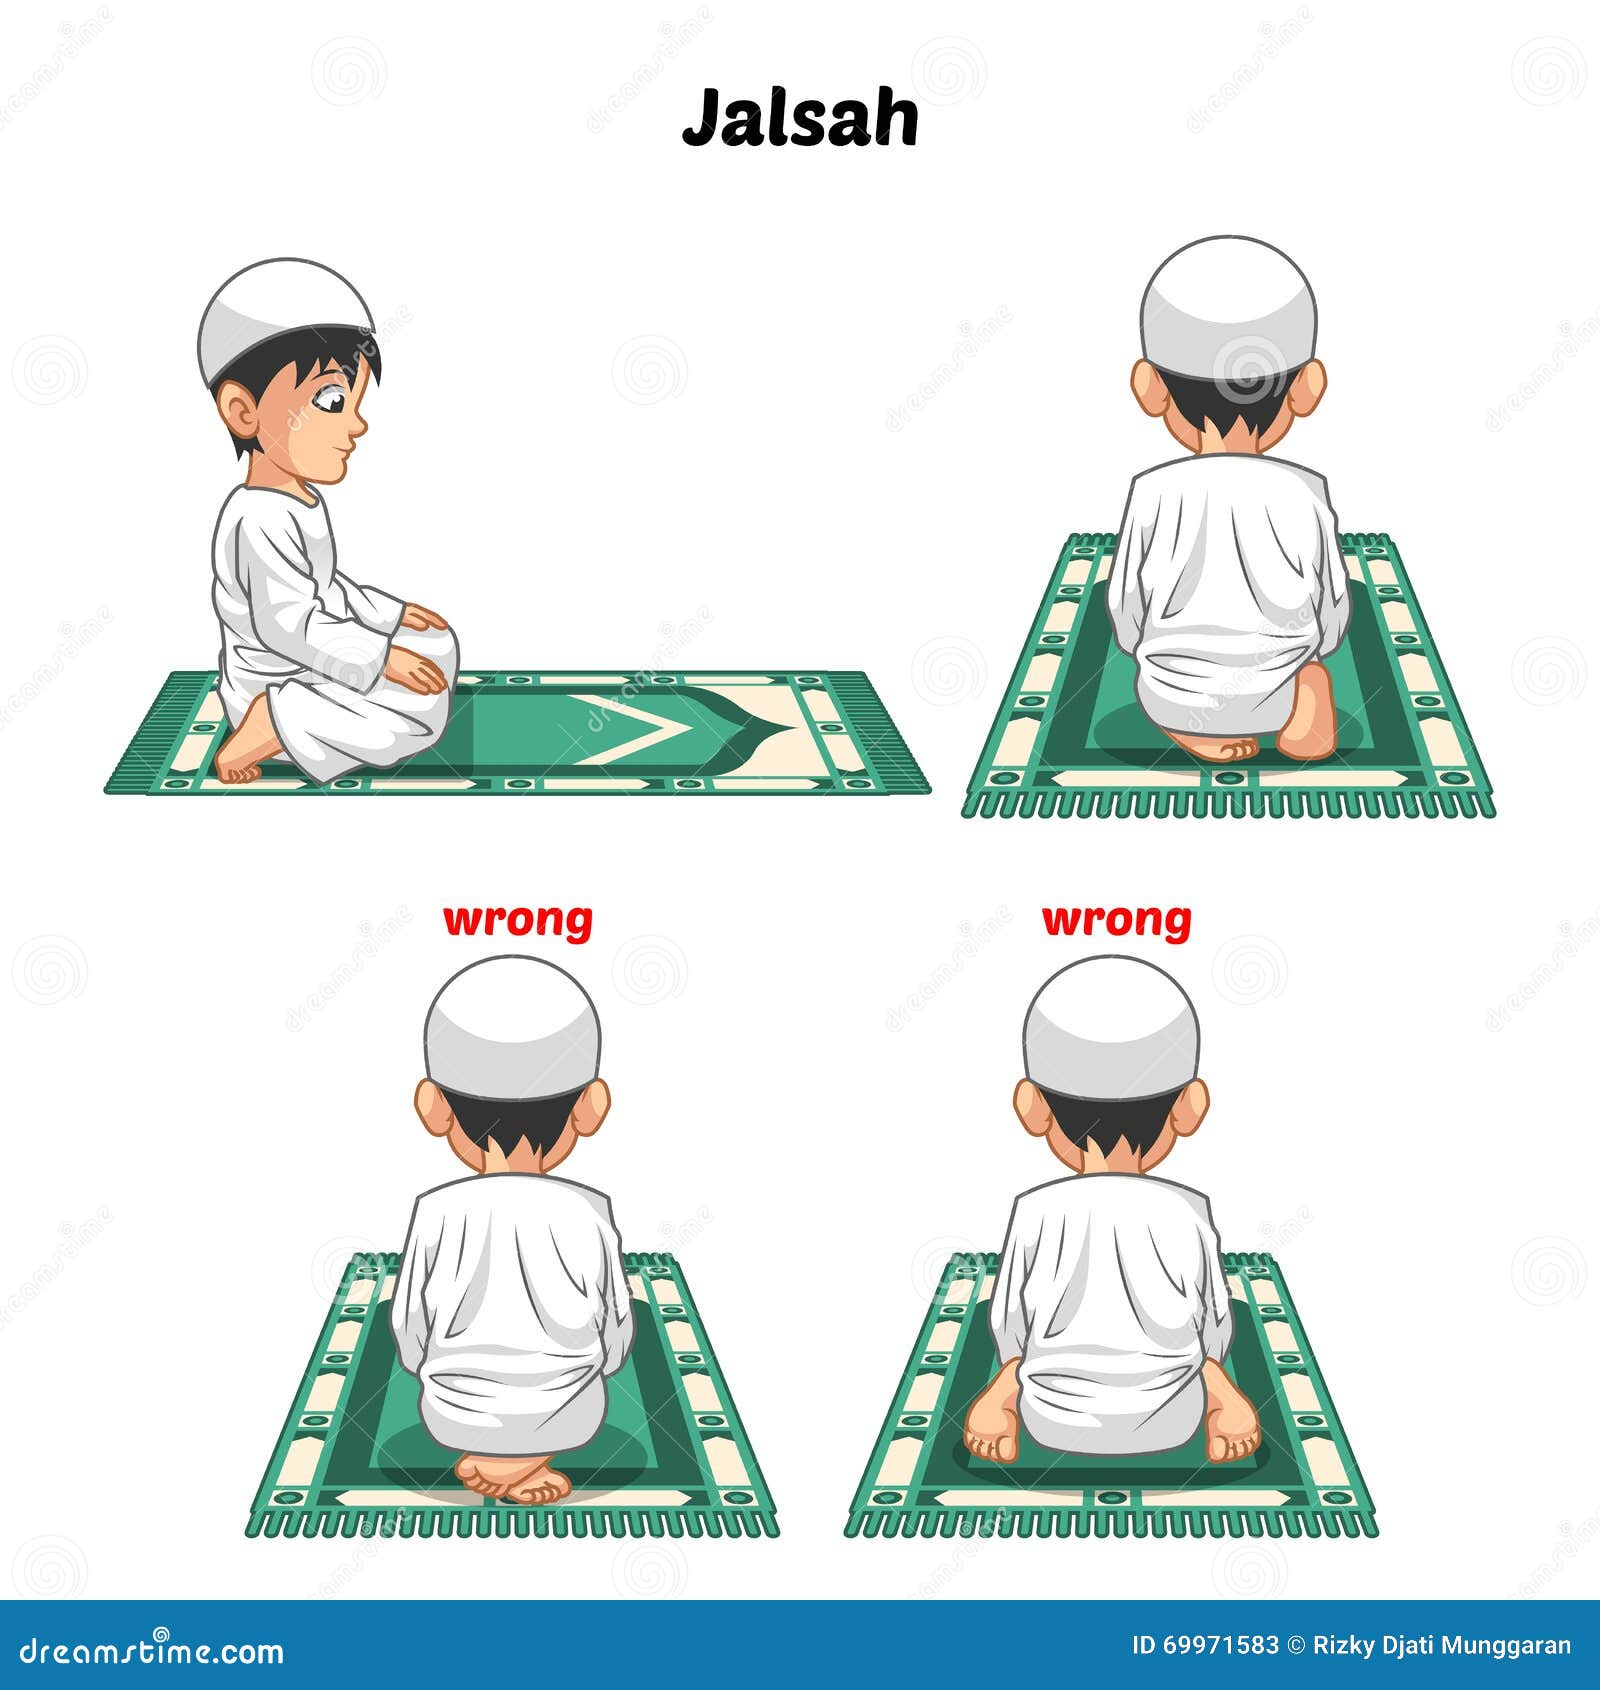 Jalsah
wrong
wrong
dreamstime.com
ID 69971583 © Rizky Djati Munggaran